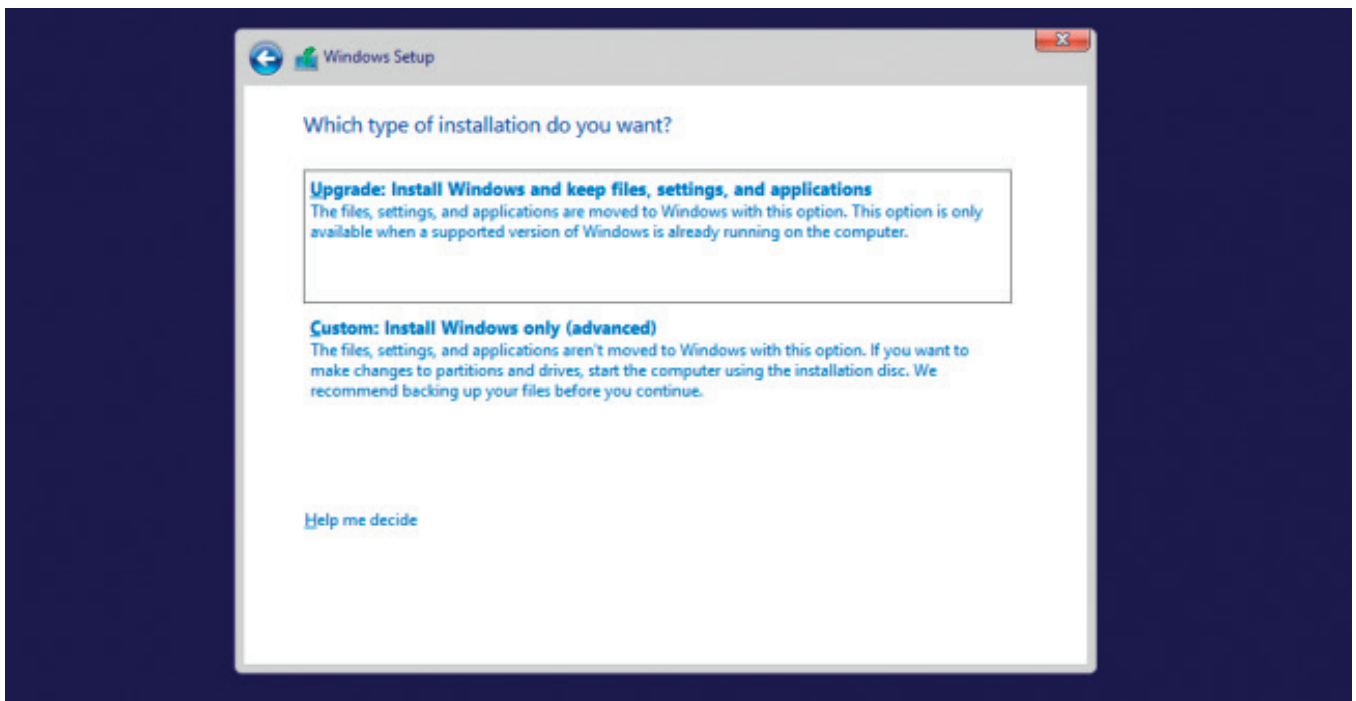 Windows Setup
Which type of installation do you want?
Upgrade: Install Windows and keep files, settings, and applications
The files, settings, and applications are moved to Windows with this option. This option is only
available when a supported version of Windows is already running on the computer.
Custom: Install Windows only (advanced)
The files, settings, and applications aren't moved to Windows with this option. If you want to
make changes to partitions and drives, start the computer using the installation disc. We
recommend backing up your files before you continue.
Help me decide